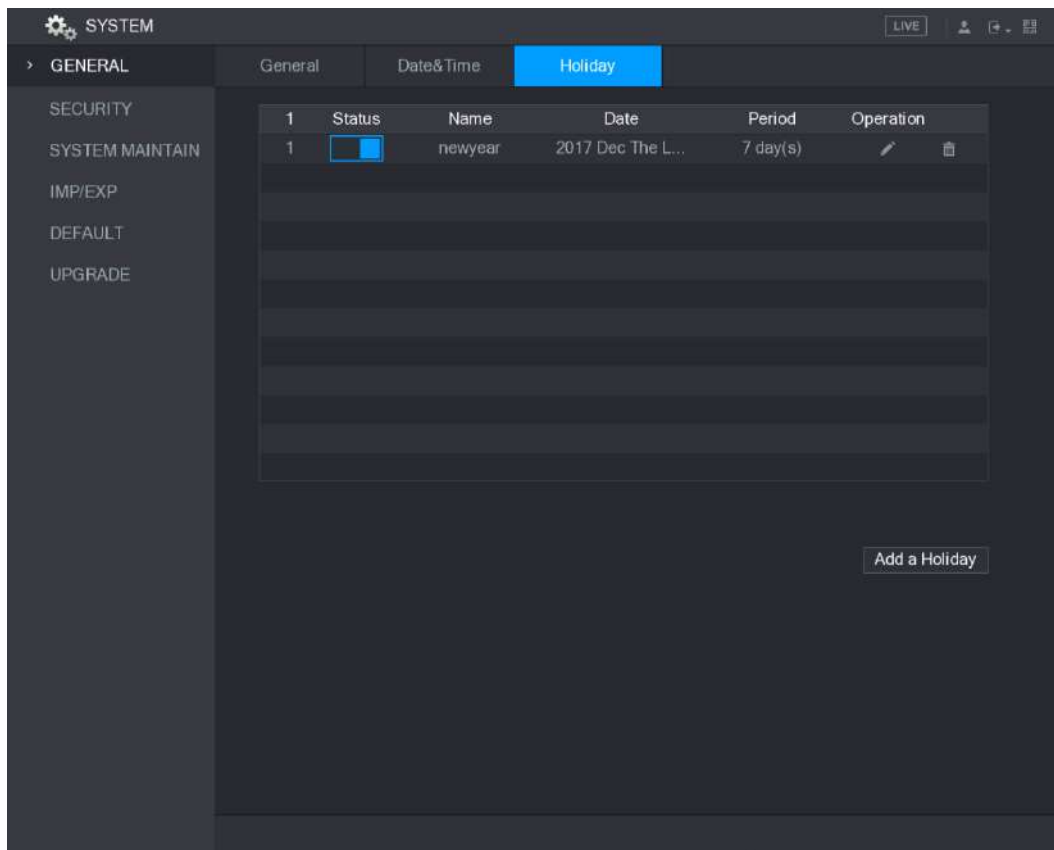 SYSTEM
LIVE
GENERAL
General
Date&Time
Holiday
SECURITY
SYSTEM MAINTAIN
IMP/EXP
DEFAULT
UPGRADE
1 Status Name Date Period Operation
1 newyear 2017 Dec The L... 7 day(s)
Add a Holiday